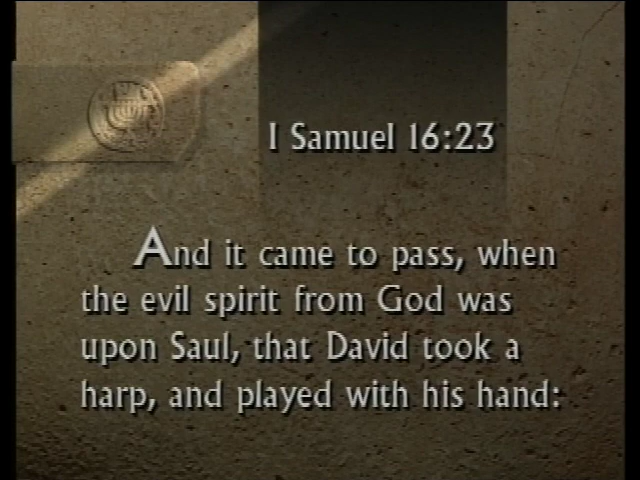 I Samuel 16:23
And it came to pass, when
the evil spirit from God was
upon Saul, that David took a
harp, and played with his hand: